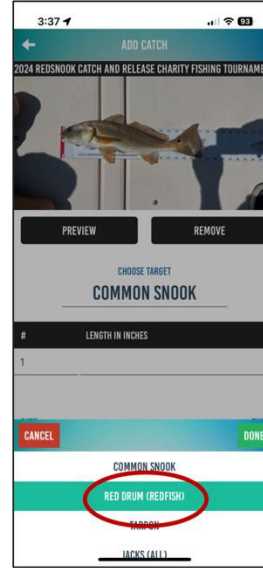 3:37 93
ADD CATCH
2024 REDSNOOK CATCH AND RELEASE CHARITY FISHING TOURNAME
PREVIEW REMOVE
CHOOSE TARGET
COMMON SNOOK
# LENGTH IN INCHES
1
CANCEL DONE
COMMON SNOOK
RED DRUM (REDFISH)
TARPON
JACKS (ALL)